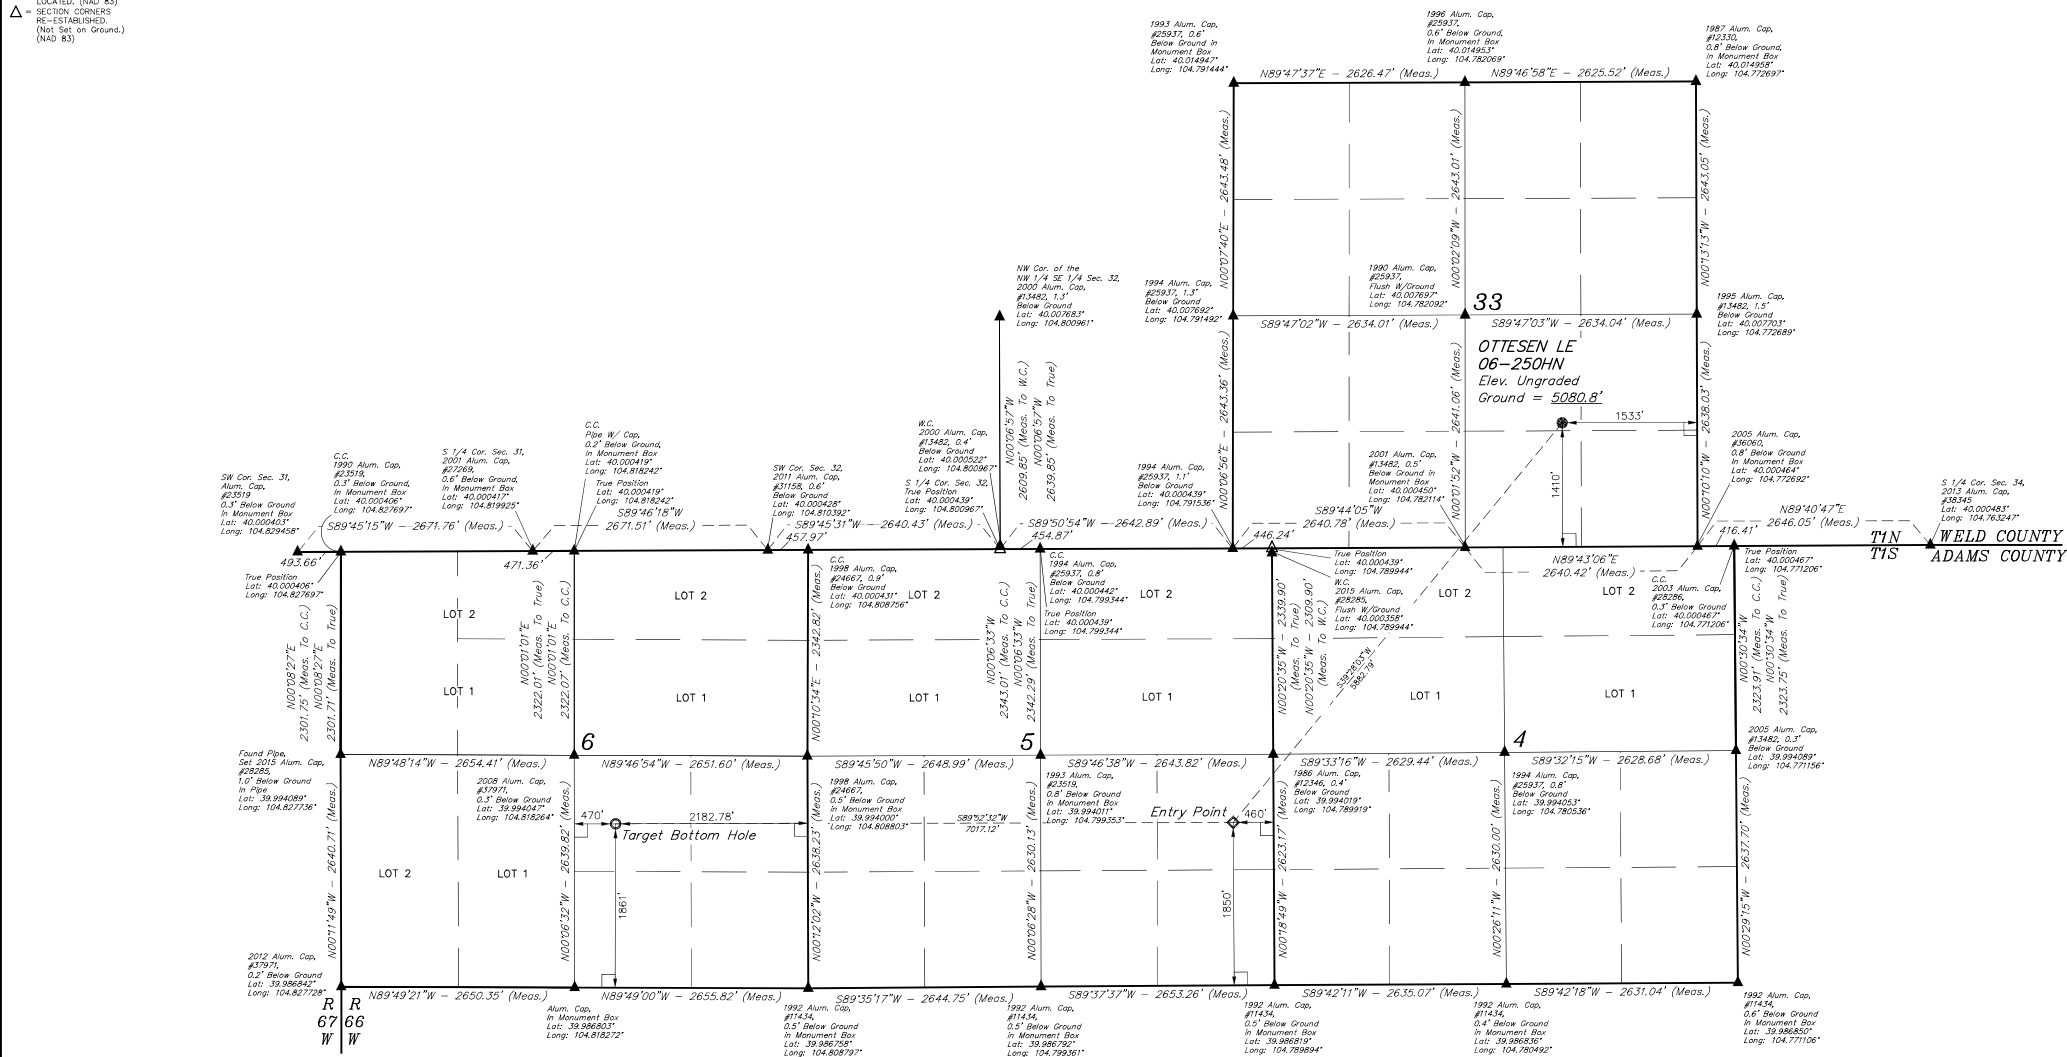 LOCATED. (NAD 83)
△ = SECTION CORNERS
RE-ESTABLISHED.
(Not Set on Ground.)
(NAD 83)
1993 Alum. Cap,
#25937, 0.6'
Below Ground in
Monument Box
Lat: 40.014947°
Long: 104.791444°
1996 Alum. Cap,
#25937,
0.6' Below Ground,
In Monument Box
Lat: 40.014953°
Long: 104.782069°
1987 Alum. Cap,
#12330,
0.8' Below Ground,
In Monument Box
Lat: 40.014958°
Long: 104.772697°
N89°47'37"E - 2626.47' (Meas.)
N89°46'58"E - 2625.52' (Meas.)
N00°07'40"E - 2643.48' (Meas.)
N00°02'09"W - 2643.01' (Meas.)
N00°13'13"W - 2643.05' (Meas.)
NW Cor. of the
NW 1/4 SE 1/4 Sec. 32,
2000 Alum. Cap,
#13482, 1.3'
Below Ground
Lat: 40.007683°
Long: 104.800961°
1994 Alum. Cap,
#25937, 1.3'
Below Ground
Lat: 40.007692°
Long: 104.791492°
1990 Alum. Cap,
#25937,
Flush W/Ground
Lat: 40.007697°
Long: 104.782092°
33
1995 Alum. Cap,
#13482, 1.5'
Below Ground
Lat: 40.007703°
Long: 104.772689°
S89°47'02"W - 2634.01' (Meas.)
S89°47'03"W - 2634.04' (Meas.)
OTTESEN LE
06-250HN
Elev. Ungraded
Ground = 5080.8'
1533'
1410'
N00°06'57"W
2609.85' (Meas. To W.C.)
N00°06'57"W
2639.85' (Meas. To True)
N00°06'56"E - 2643.36' (Meas.)
N00°01'52"W - 2641.06' (Meas.)
N00°10'10"W - 2638.03' (Meas.)
SW Cor. Sec. 31,
Alum. Cap,
#23519
0.3' Below Ground
In Monument Box
Lat: 40.000403°
Long: 104.829458°
C.C.
1990 Alum. Cap,
#23519,
0.3' Below Ground,
In Monument Box
Lat: 40.000406°
Long: 104.827697°
S 1/4 Cor. Sec. 31,
2001 Alum. Cap,
#27269,
0.6' Below Ground,
In Monument Box
Lat: 40.000417°
Long: 104.819925°
C.C.
Pipe W/ Cap,
0.2' Below Ground,
In Monument Box
Lat: 40.000419°
Long: 104.818242°
True Position
Lat: 40.000419°
Long: 104.818242°
SW Cor. Sec. 32,
2011 Alum. Cap,
#31158, 0.6'
Below Ground
Lat: 40.000428°
Long: 104.810392°
W.C.
2000 Alum. Cap,
#13482, 0.4'
Below Ground
Lat: 40.000522°
Long: 104.800967°
S 1/4 Cor. Sec. 32,
True Position
Lat: 40.000439°
Long: 104.800967°
1994 Alum. Cap,
#25937, 1.1'
Below Ground
Lat: 40.000439°
Long: 104.791536°
2001 Alum. Cap,
#13482, 0.5'
Below Ground in
Monument Box
Lat: 40.000450°
Long: 104.782114°
2005 Alum. Cap,
#36060,
0.8' Below Ground
In Monument Box
Lat: 40.000464°
Long: 104.772692°
S 1/4 Cor. Sec. 34,
2013 Alum. Cap,
#38345
Lat: 40.000483°
Long: 104.763247°
S89°45'15"W - 2671.76' (Meas.)
S89°46'18"W
2671.51' (Meas.)
S89°45'31"W - 2640.43' (Meas.)
S89°50'54"W - 2642.89' (Meas.)
S89°44'05"W
2640.78' (Meas.)
N89°43'06"E
2640.42' (Meas.)
N89°40'47"E
2646.05' (Meas.)
493.66'
471.36'
457.97'
454.87'
446.24'
416.41'
T1N WELD COUNTY
T1S ADAMS COUNTY
True Position
Lat: 40.000406°
Long: 104.827697°
C.C.
1998 Alum. Cap,
#24667, 0.9'
Below Ground
Lat: 40.000431°
Long: 104.808756°
C.C.
1994 Alum. Cap,
#25937, 0.8'
Below Ground
Lat: 40.000442°
Long: 104.799344°
True Position
Lat: 40.000439°
Long: 104.799344°
True Position
Lat: 40.000439°
Long: 104.789944°
W.C.
2015 Alum. Cap,
#28285,
Flush W/Ground
Lat: 40.000358°
Long: 104.789944°
C.C.
2003 Alum. Cap,
#28286,
0.3' Below Ground
Lat: 40.000467°
Long: 104.771206°
True Position
Lat: 40.000467°
Long: 104.771206°
LOT 2
LOT 2
LOT 2
LOT 2
LOT 2
LOT 2
LOT 1
LOT 1
LOT 1
LOT 1
LOT 1
LOT 1
N00°08'27"E
2301.75' (Meas. To C.C.)
N00°08'27"E
2301.71' (Meas. To True)
N00°01'01"E
2322.01' (Meas. To True)
N00°01'01"E
2322.07' (Meas. To C.C.)
N00°10'34"E - 2342.82' (Meas.)
N00°06'33"W
2343.01' (Meas. To C.C.)
N00°06'33"W
2342.29' (Meas. To True)
N00°20'35"W - 2339.90'
(Meas. To True)
N00°20'35"W - 2309.90'
(Meas. To W.C.)
S39°28'03"W
5882.79'
N00°30'34"W
2323.91' (Meas. To C.C.)
N00°30'34"W
2323.75' (Meas. To True)
6
5
4
Found Pipe,
Set 2015 Alum. Cap,
#28285,
1.0' Below Ground
In Pipe
Lat: 39.994089°
Long: 104.827736°
N89°48'14"W - 2654.41' (Meas.)
N89°46'54"W - 2651.60' (Meas.)
S89°45'50"W - 2648.99' (Meas.)
S89°46'38"W - 2643.82' (Meas.)
S89°33'16"W - 2629.44' (Meas.)
S89°32'15"W - 2628.68' (Meas.)
2008 Alum. Cap,
#37971,
0.3' Below Ground
Lat: 39.994047°
Long: 104.818264°
1998 Alum. Cap,
#24667,
0.5' Below Ground
in Monument Box
Lat: 39.994000°
Long: 104.808803°
1993 Alum. Cap,
#23519,
0.8' Below Ground
in Monument Box
Lat: 39.994011°
Long: 104.799353°
1986 Alum. Cap,
#12346, 0.4'
Below Ground
Lat: 39.994019°
Long: 104.789919°
1994 Alum. Cap,
#25937, 0.8'
Below Ground
Lat: 39.994053°
Long: 104.780536°
2005 Alum. Cap,
#13482, 0.3'
Below Ground
Lat: 39.994089°
Long: 104.771156°
470'
2182.78'
Target Bottom Hole
S89°52'32"W
7017.12'
Entry Point
460'
1861'
1850'
LOT 2
LOT 1
N00°11'49"W - 2640.71' (Meas.)
N00°06'32"W - 2639.82' (Meas.)
N00°12'02"W - 2638.23' (Meas.)
N00°06'28"W - 2630.13' (Meas.)
N00°18'49"W - 2623.17' (Meas.)
N00°26'11"W - 2630.00' (Meas.)
N00°29'15"W - 2637.70' (Meas.)
2012 Alum. Cap,
#37971,
0.2' Below Ground
Lat: 39.986842°
Long: 104.827728°
N89°49'21"W - 2650.35' (Meas.)
N89°49'00"W - 2655.82' (Meas.)
S89°35'17"W - 2644.75' (Meas.)
S89°37'37"W - 2653.26' (Meas.)
S89°42'11"W - 2635.07' (Meas.)
S89°42'18"W - 2631.04' (Meas.)
R R
67 66
W W
Alum. Cap,
In Monument Box
Lat: 39.986803°
Long: 104.818272°
1992 Alum. Cap,
#11434,
0.5' Below Ground
in Monument Box
Lat: 39.986758°
Long: 104.808797°
1992 Alum. Cap,
#11434,
0.5' Below Ground
in Monument Box
Lat: 39.986792°
Long: 104.799361°
1992 Alum. Cap,
#11434,
0.5' Below Ground
in Monument Box
Lat: 39.986819°
Long: 104.789894°
1992 Alum. Cap,
#11434,
0.4' Below Ground
in Monument Box
Lat: 39.986836°
Long: 104.780492°
1992 Alum. Cap,
#11434,
0.6' Below Ground
In Monument Box
Lat: 39.986850°
Long: 104.771106°